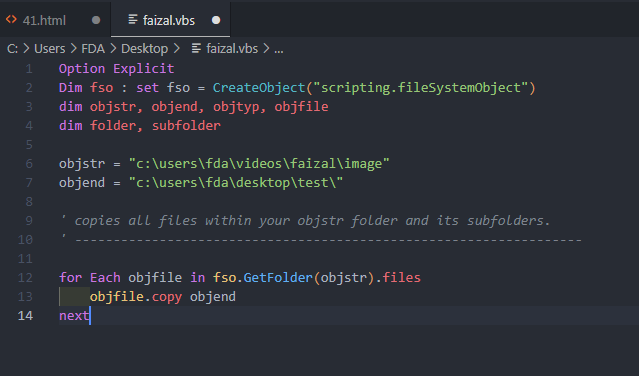 <> 41.html ● faizal.vbs ●
C: > Users > FDA > Desktop > faizal.vbs > ...
1 Option Explicit
2 Dim fso : set fso = CreateObject("scripting.fileSystemObject")
3 dim objstr, objend, objtyp, objfile
4 dim folder, subfolder
5
6 objstr = "c:\users\fda\videos\faizal\image"
7 objend = "c:\users\fda\desktop\test\"
8
9 ' copies all files within your objstr folder and its subfolders.
10 ' ------------------------------------------------------------------
11
12 for Each objfile in fso.GetFolder(objstr).files
13     objfile.copy objend
14 next